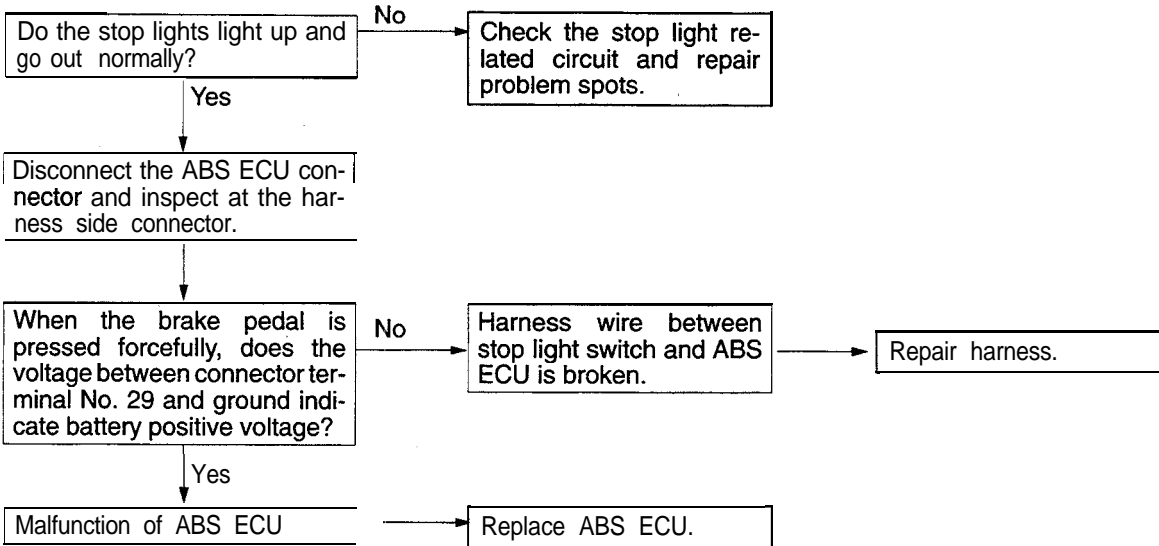 Do the stop lights light up and
go out normally?
No
Check the stop light re-
lated circuit and repair
problem spots.
Yes
Disconnect the ABS ECU con-
nector and inspect at the har-
ness side connector.
When the brake pedal is
pressed forcefully, does the
voltage between connector ter-
minal No. 29 and ground indi-
cate battery positive voltage?
No
Harness wire between
stop light switch and ABS
ECU is broken.
Repair harness.
Yes
Malfunction of ABS ECU
Replace ABS ECU.